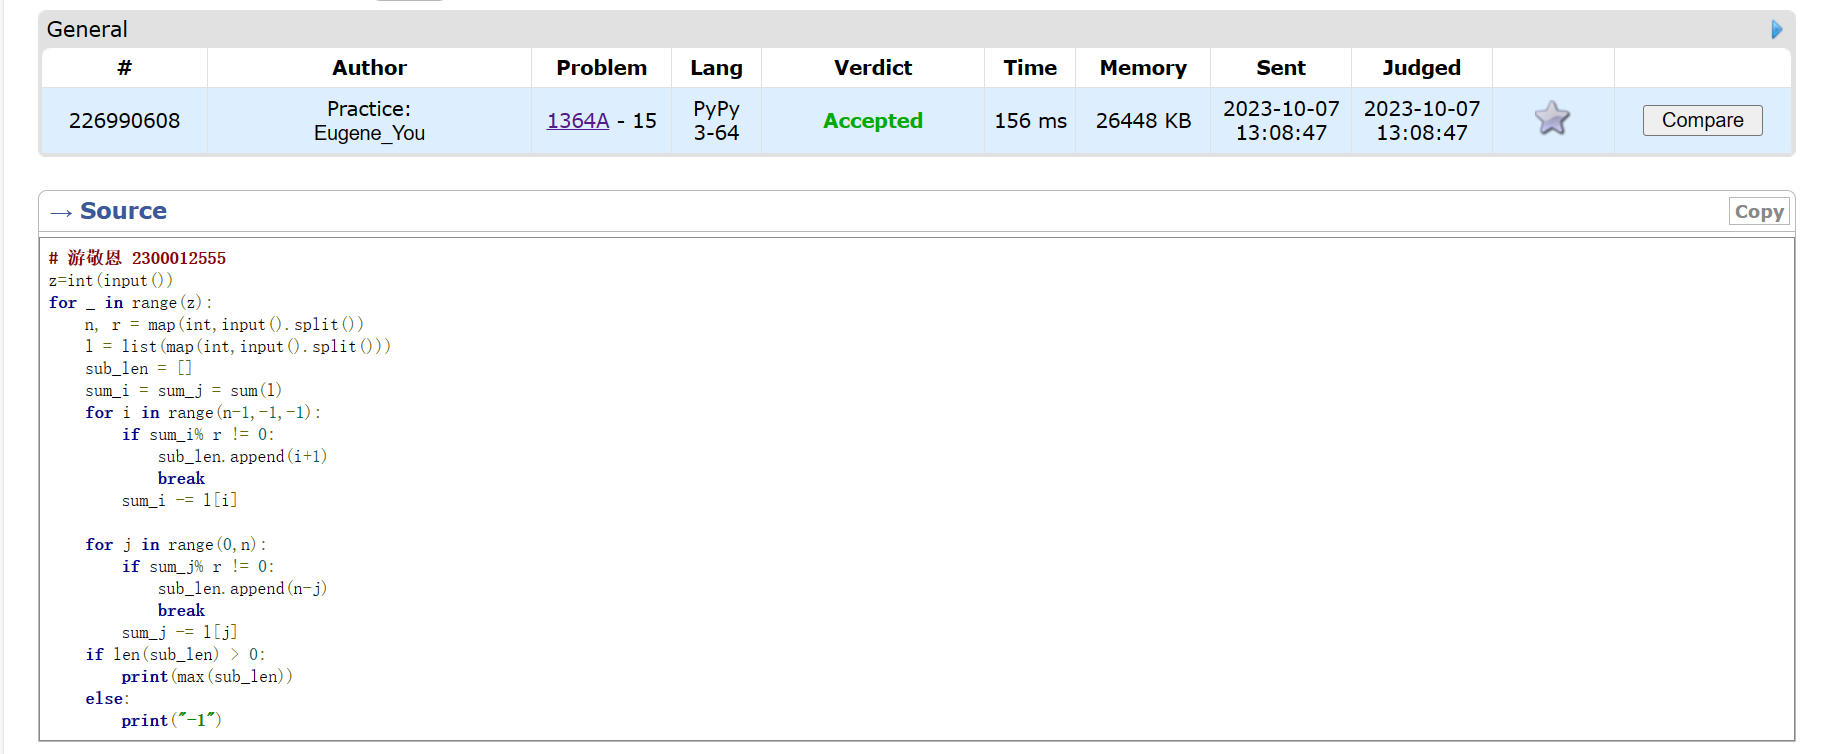 General
# Author Problem Lang Verdict Time Memory Sent Judged
226990608 Practice: Eugene_You 1364A - 15 PyPy 3-64 Accepted 156 ms 26448 KB 2023-10-07 13:08:47 2023-10-07 13:08:47 Compare
→ Source Copy
# 游敬恩 2300012555
z=int(input())
for _ in range(z):
    n, r = map(int,input().split())
    l = list(map(int,input().split()))
    sub_len = []
    sum_i = sum_j = sum(l)
    for i in range(n-1,-1,-1):
        if sum_i% r != 0:
            sub_len.append(i+1)
            break
        sum_i -= l[i]
    for j in range(0,n):
        if sum_j% r != 0:
            sub_len.append(n-j)
            break
        sum_j -= l[j]
    if len(sub_len) > 0:
        print(max(sub_len))
    else:
        print("-1")